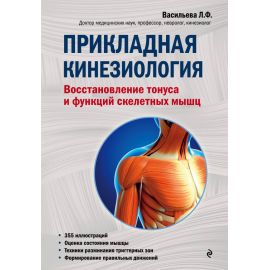 Васильева Л.Ф.
Доктор медицинских наук, профессор, невролог, кинезиолог
ПРИКЛАДНАЯ
КИНЕЗИОЛОГИЯ
Восстановление тонуса
и функций скелетных мышц
• 355 иллюстраций
• Оценка состояния мышцы
• Техники разминания триггерных зон
• Формирование правильных движений